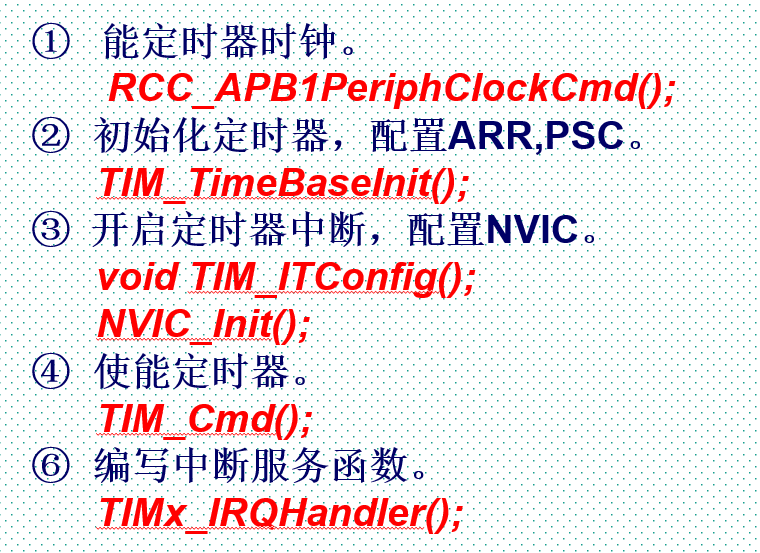 ① 能定时器时钟。
RCC_APB1PeriphClockCmd();
② 初始化定时器，配置ARR,PSC。
TIM_TimeBaseInit();
③ 开启定时器中断，配置NVIC。
void TIM_ITConfig();
NVIC_Init();
④ 使能定时器。
TIM_Cmd();
⑥ 编写中断服务函数。
TIMx_IRQHandler();